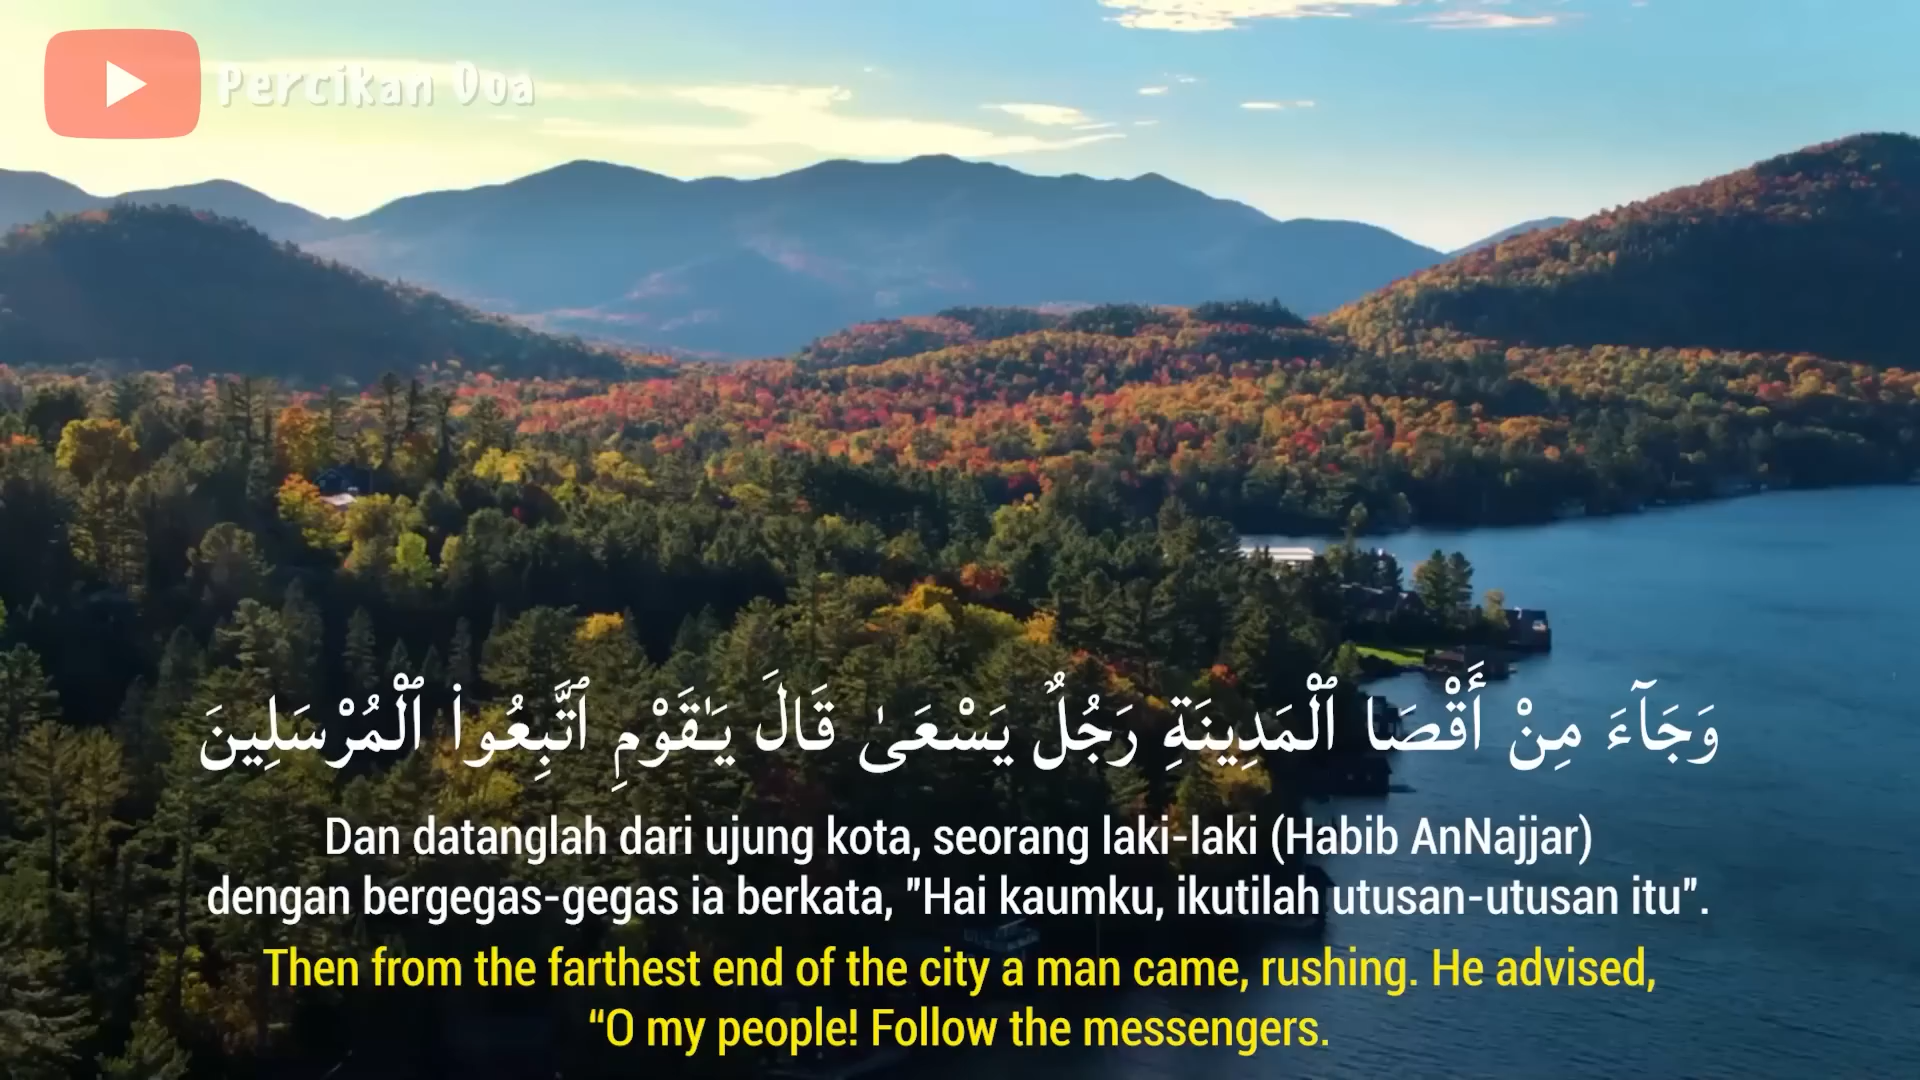 Percikan Doa
وَجَآءَ مِنْ أَقْصَا ٱلْمَدِينَةِ رَجُلٌ يَسْعَىٰ قَالَ يَـٰقَوْمِ ٱتَّبِعُوا۟ ٱلْمُرْسَلِينَ
Dan datanglah dari ujung kota, seorang laki-laki (Habib AnNajjar)
dengan bergegas-gegas ia berkata, "Hai kaumku, ikutilah utusan-utusan itu".
Then from the farthest end of the city a man came, rushing. He advised,
“O my people! Follow the messengers.